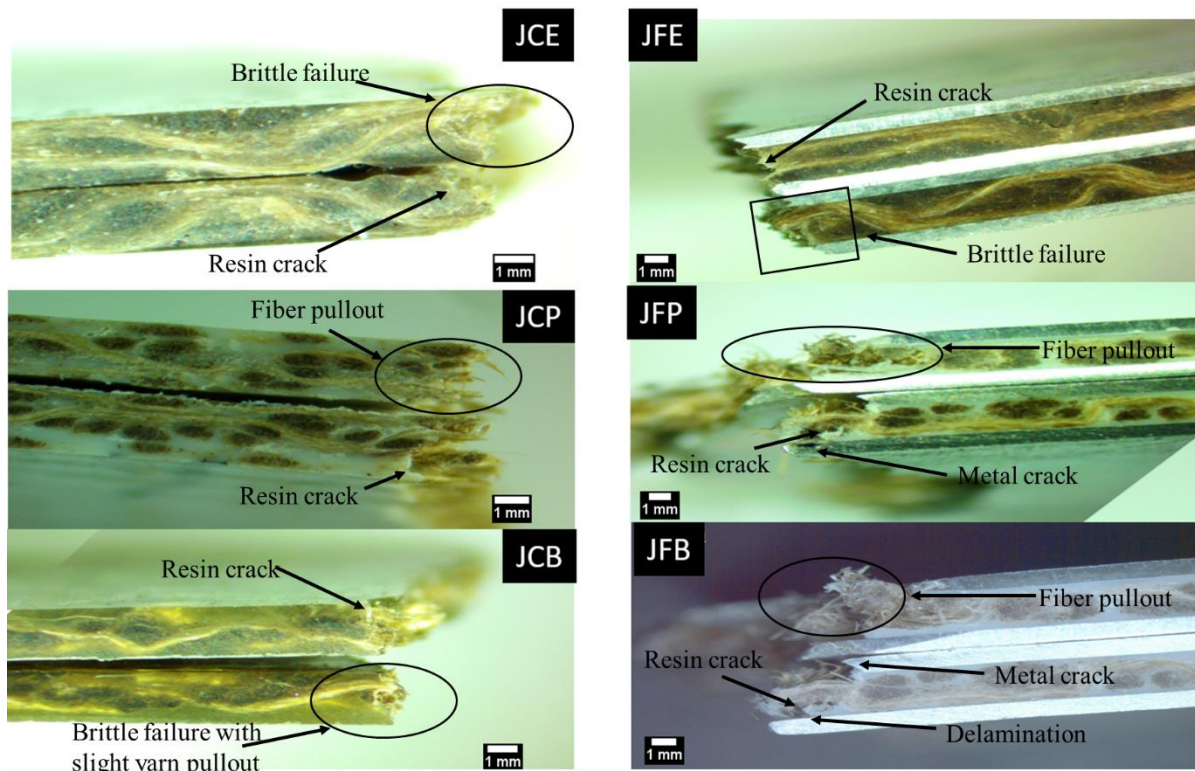 JCE
Brittle failure
Resin crack
1 mm
JFE
Resin crack
Brittle failure
1 mm
JCP
Fiber pullout
Resin crack
1 mm
JFP
Fiber pullout
Resin crack
Metal crack
1 mm
JCB
Resin crack
Brittle failure with
slight yarn pullout
1 mm
JFB
Fiber pullout
Resin crack
Metal crack
Delamination
1 mm